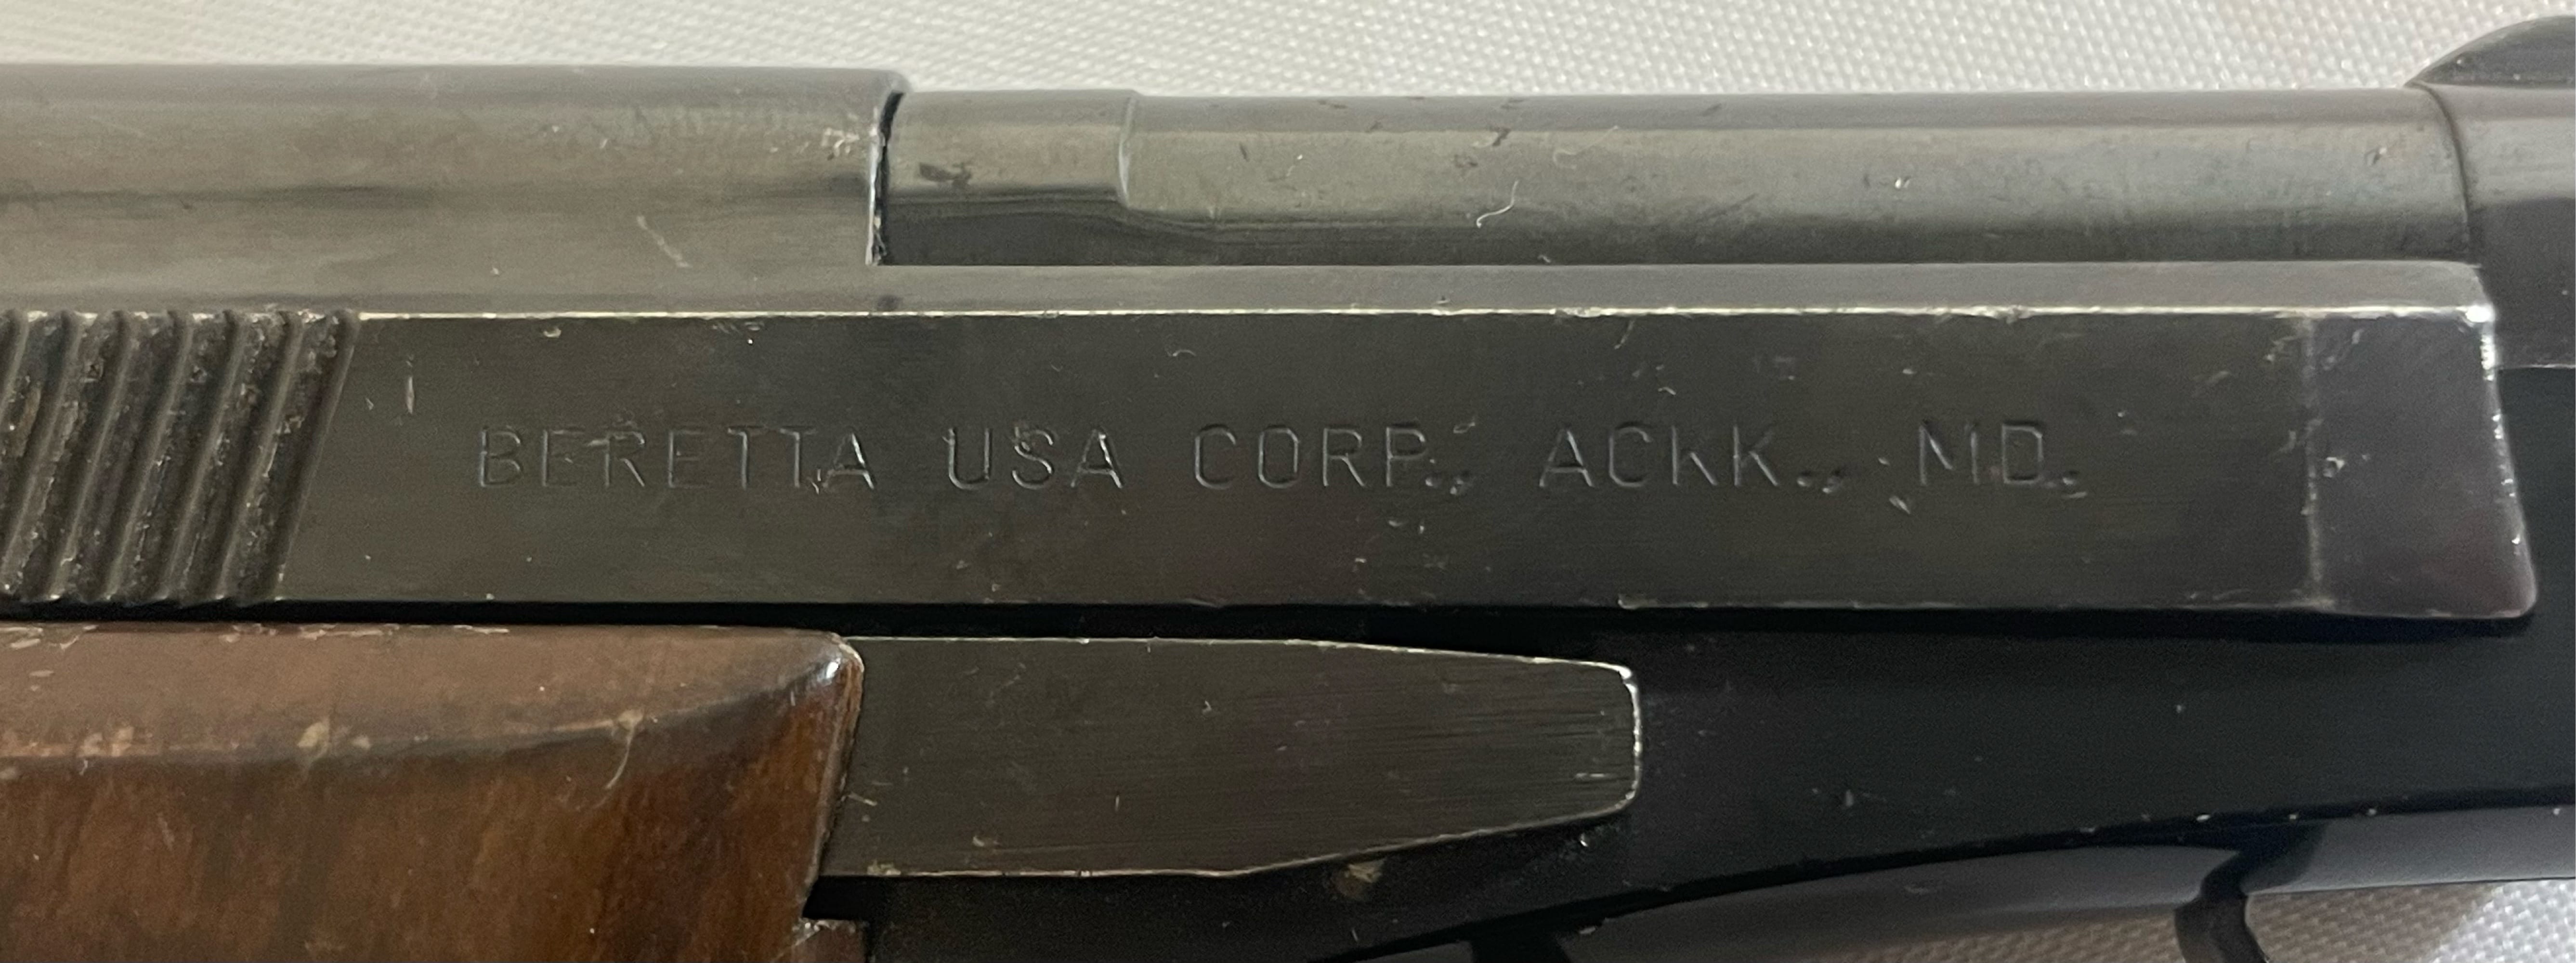 BERETTA USA CORP., ACKK., MD.